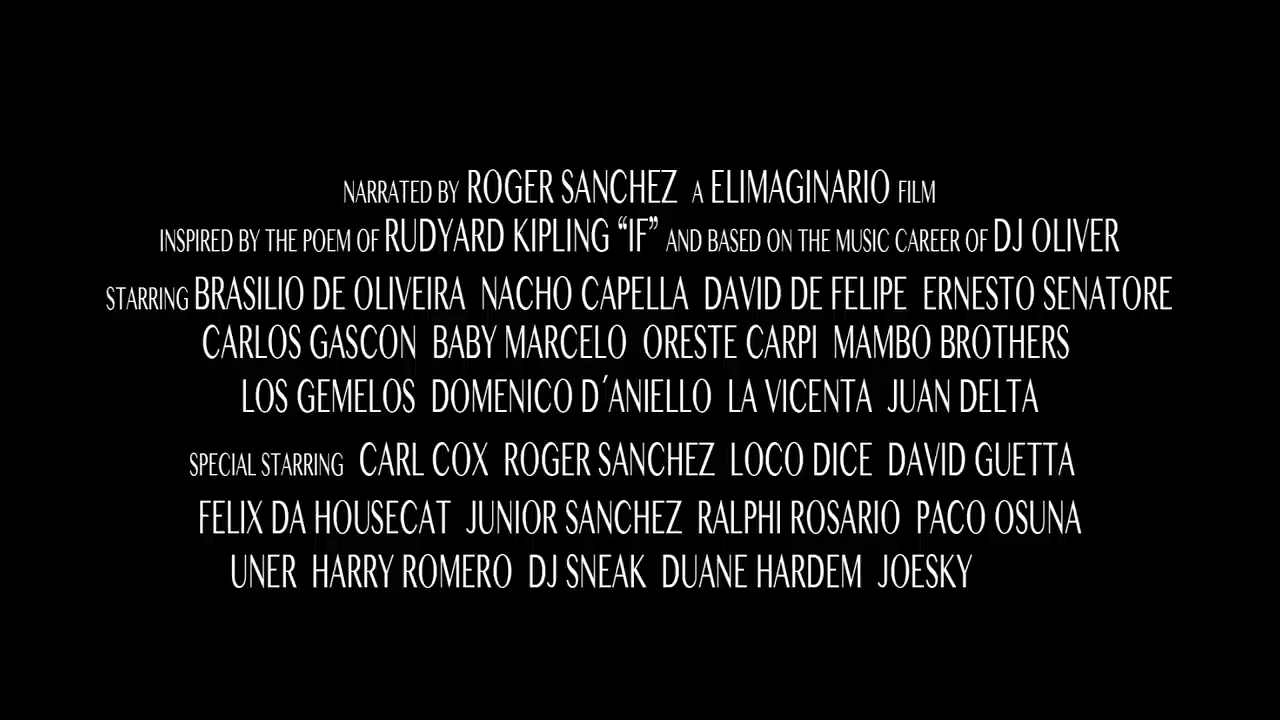 NARRATED BY ROGER SANCHEZ A ELIMAGINARIO FILM
INSPIRED BY THE POEM OF RUDYARD KIPLING “IF” AND BASED ON THE MUSIC CAREER OF DJ OLIVER
STARRING BRASILIO DE OLIVEIRA NACHO CAPELLA DAVID DE FELIPE ERNESTO SENATORE
CARLOS GASCON BABY MARCELO ORESTE CARPI MAMBO BROTHERS
LOS GEMELOS DOMENICO D´ANIELLO LA VICENTA JUAN DELTA
SPECIAL STARRING CARL COX ROGER SANCHEZ LOCO DICE DAVID GUETTA
FELIX DA HOUSECAT JUNIOR SANCHEZ RALPHI ROSARIO PACO OSUNA
UNER HARRY ROMERO DJ SNEAK DUANE HARDEM JOESKY